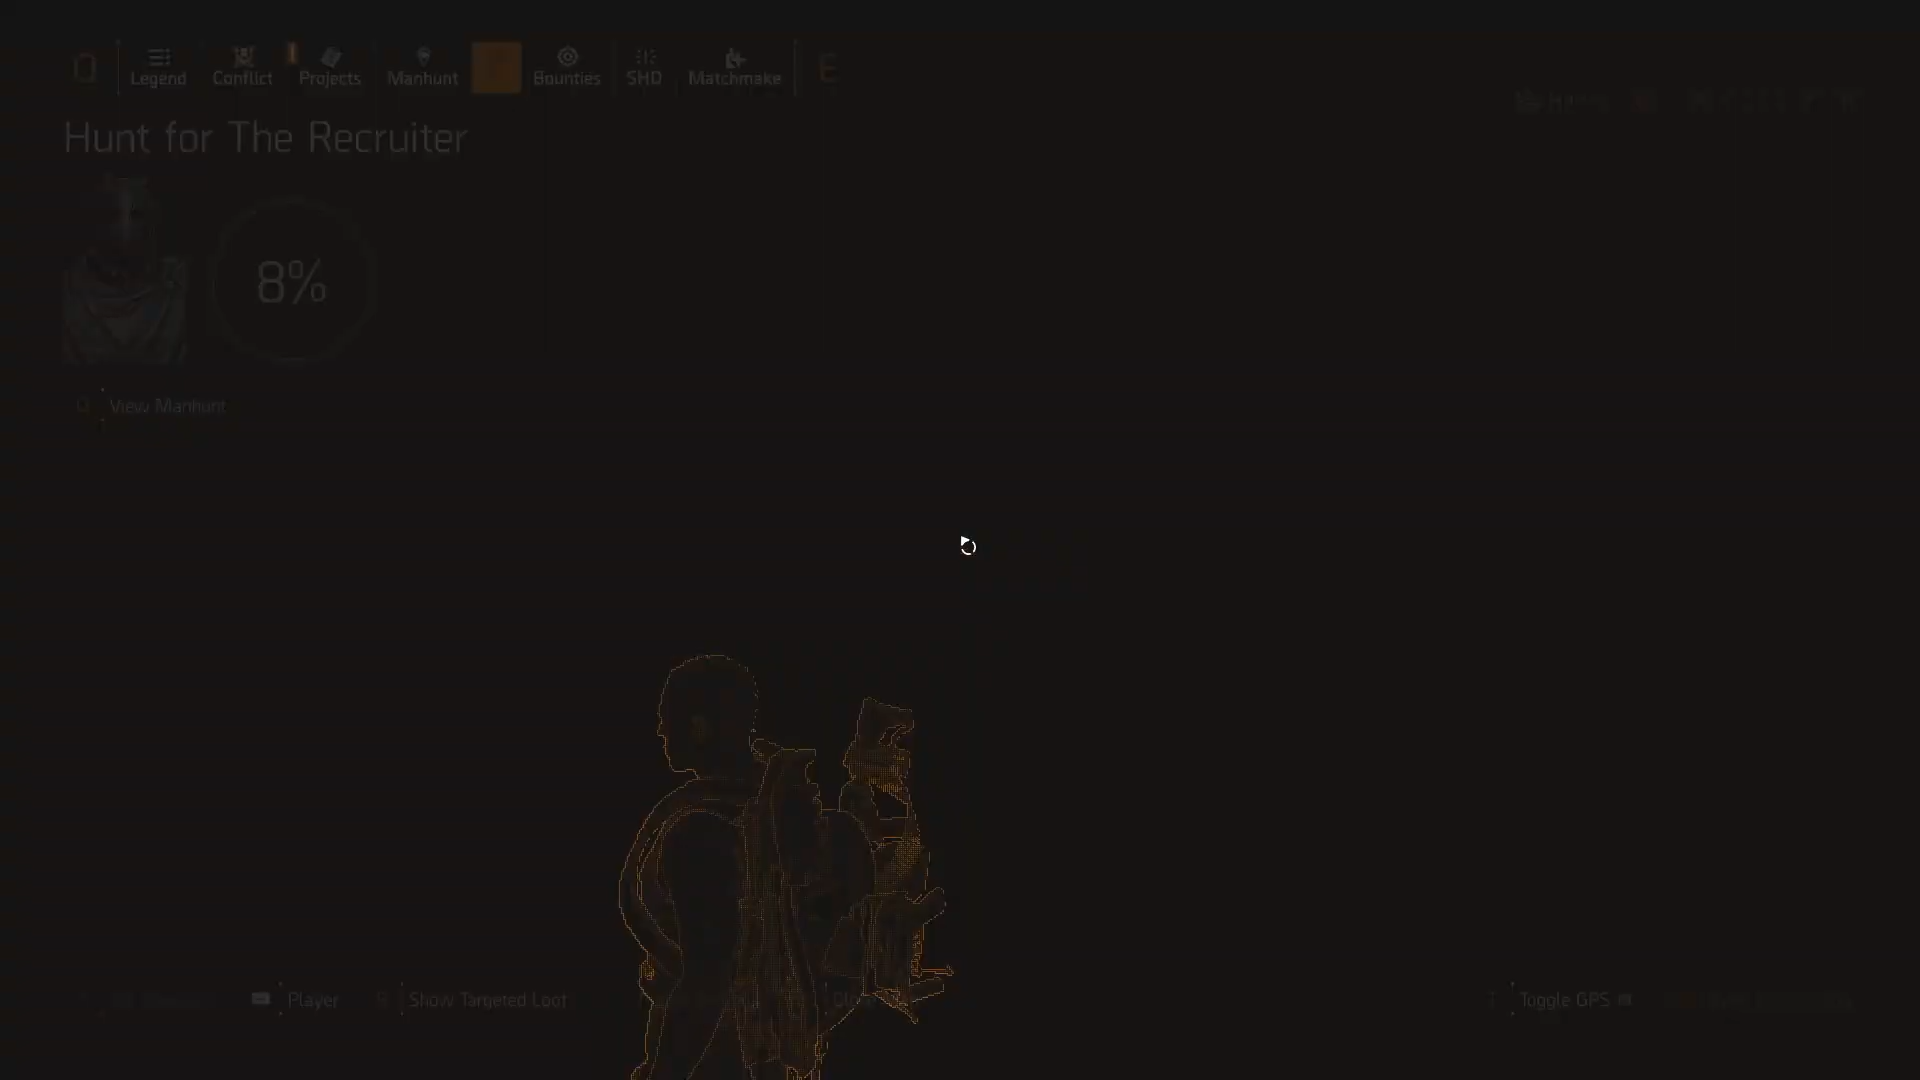 Legend Conflict Projects Manhunt Bounties SHD Matchmake E
Hunt for The Recruiter
8%
View Manhunt
Player Show Targeted Loot Toggle GPS